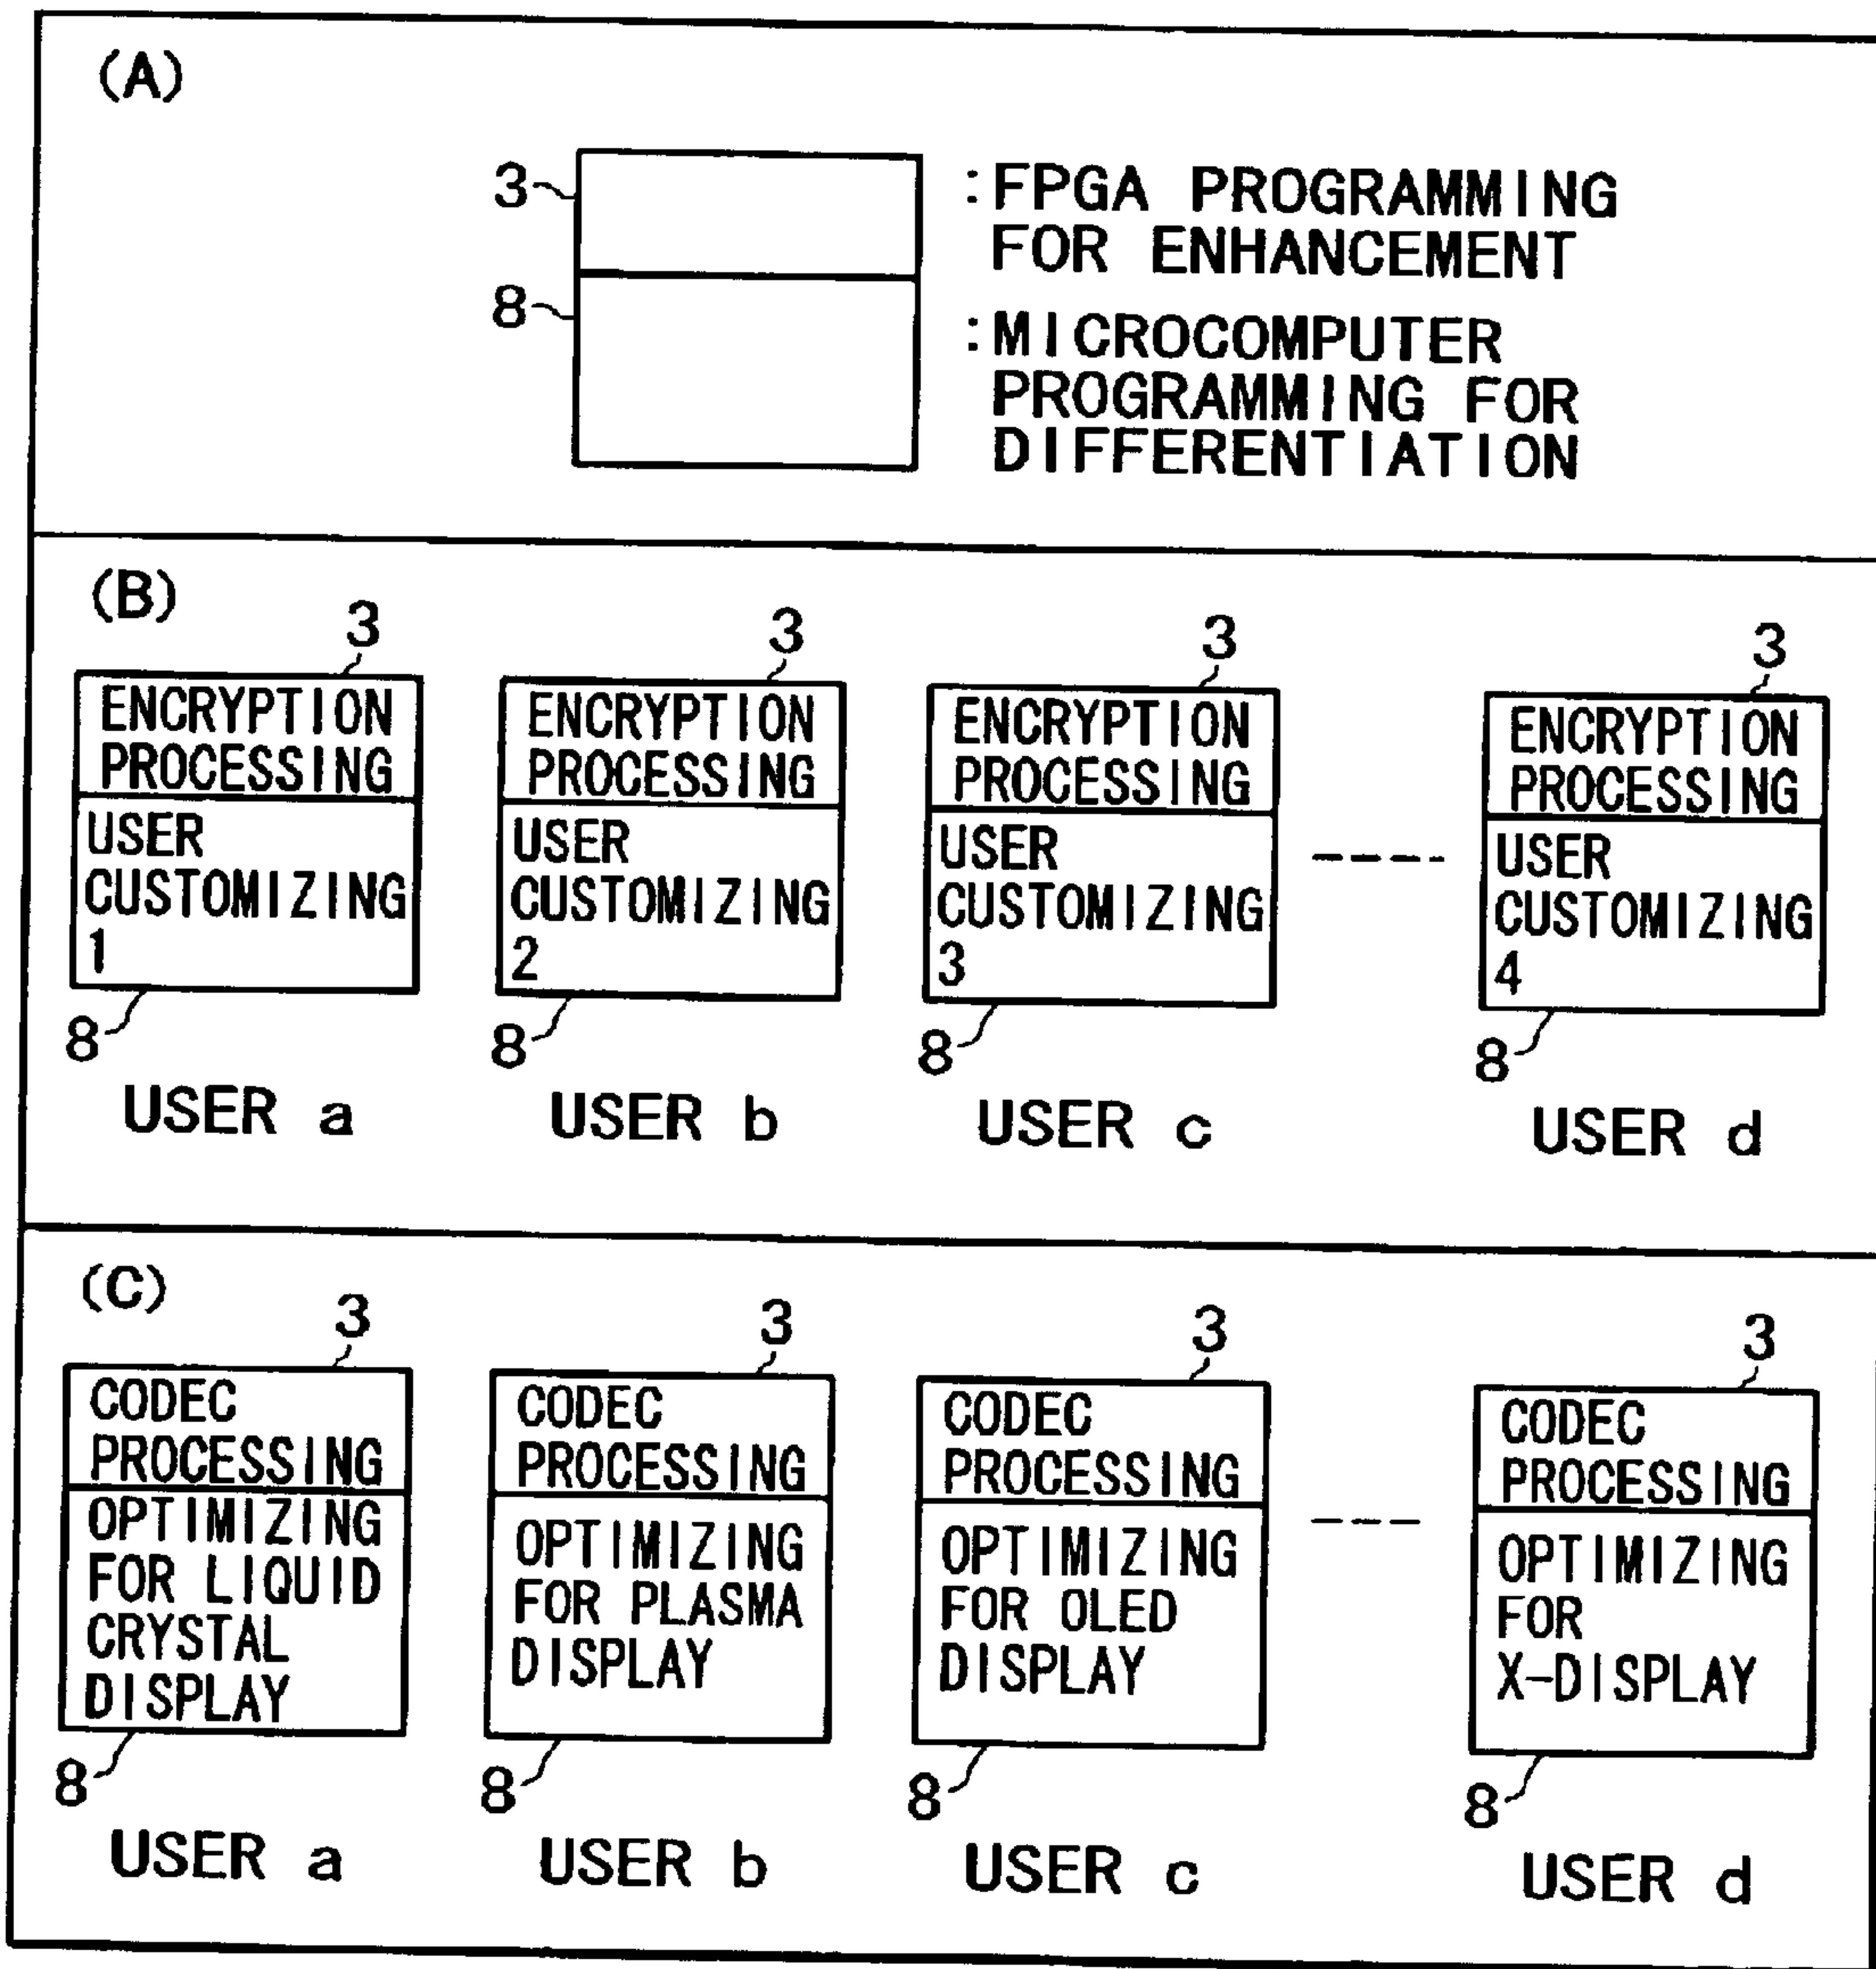 (A)
3
: FPGA PROGRAMMING
FOR ENHANCEMENT
8
: MICROCOMPUTER
PROGRAMMING FOR
DIFFERENTIATION
(B)
3
3
3
3
ENCRYPTION
PROCESSING
USER
CUSTOMIZING
1
8
USER a
ENCRYPTION
PROCESSING
USER
CUSTOMIZING
2
8
USER b
ENCRYPTION
PROCESSING
USER
CUSTOMIZING
3
8
USER c
ENCRYPTION
PROCESSING
USER
CUSTOMIZING
4
8
USER d
(C)
3
3
3
3
CODEC
PROCESSING
OPTIMIZING
FOR LIQUID
CRYSTAL
DISPLAY
8
USER a
CODEC
PROCESSING
OPTIMIZING
FOR PLASMA
DISPLAY
8
USER b
CODEC
PROCESSING
OPTIMIZING
FOR OLED
DISPLAY
8
USER c
CODEC
PROCESSING
OPTIMIZING
FOR
X-DISPLAY
8
USER d